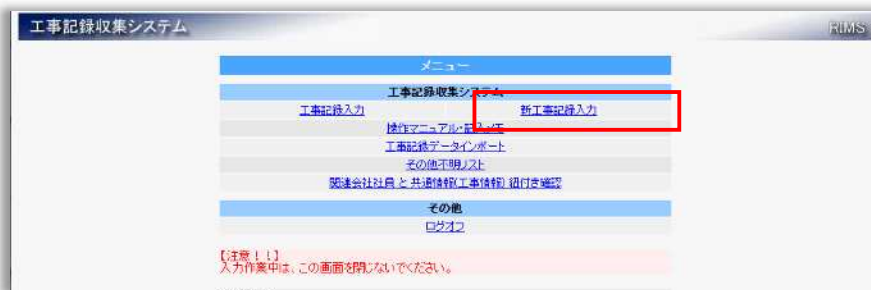 工事記録収集システム
RIMS
メニュー
工事記録収集システム
工事記録入力 新工事記録入力
操作マニュアル・記入メモ
工事記録データインポート
その他不明リスト
関連会社社員 と 共通情報(工事情報) 紐付き確認
その他
ログオフ
【注意！！】
入力作業中は、この画面を閉じないでください。